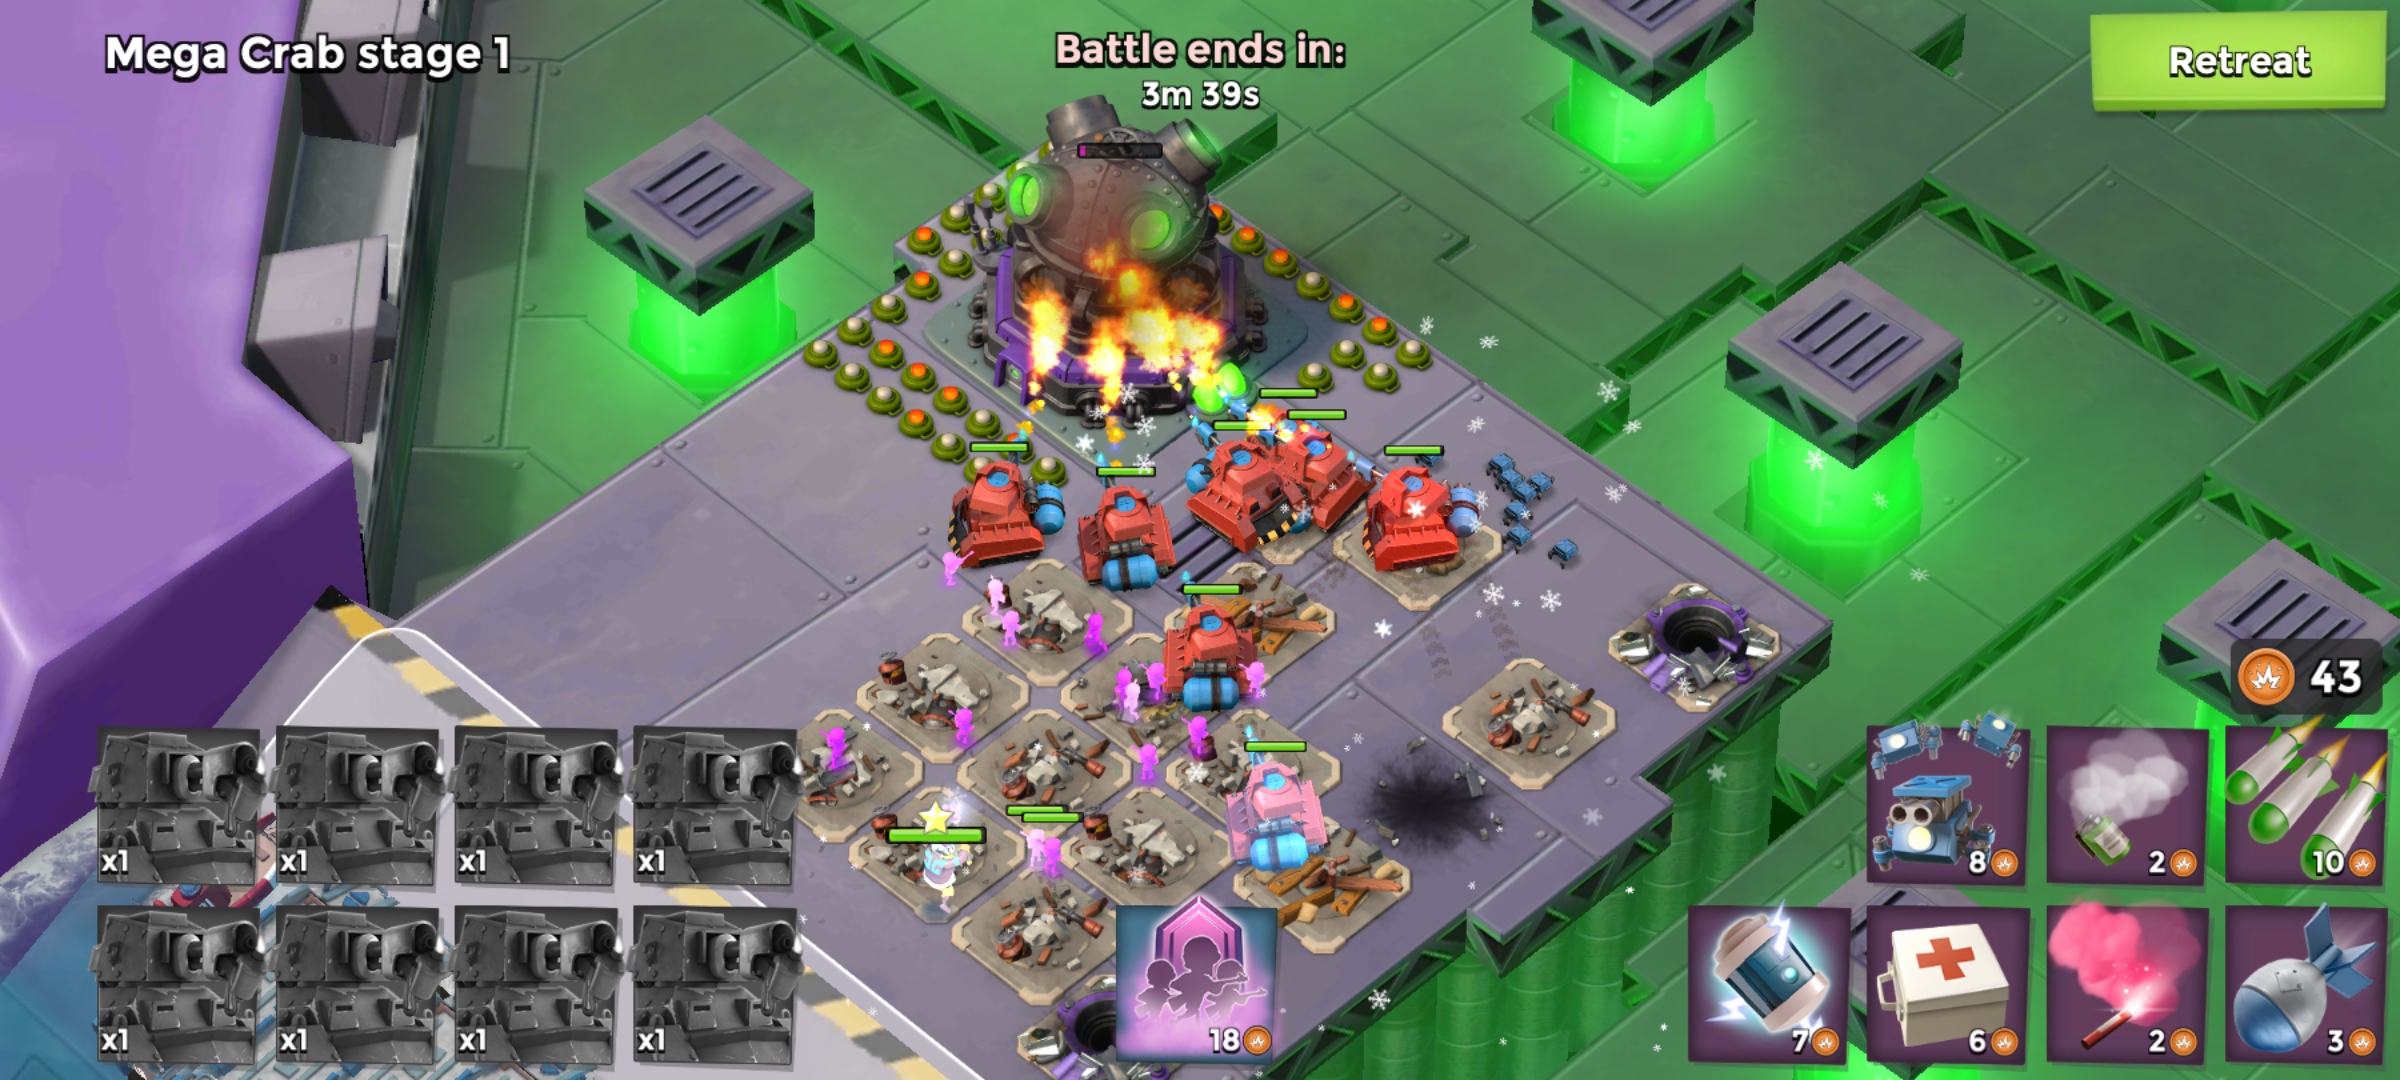 Mega Crab stage 1
Battle ends in:
3m 39s
Retreat
43
x1
x1
x1
x1
8
2
10
x1
x1
x1
x1
18
7
6
2
3